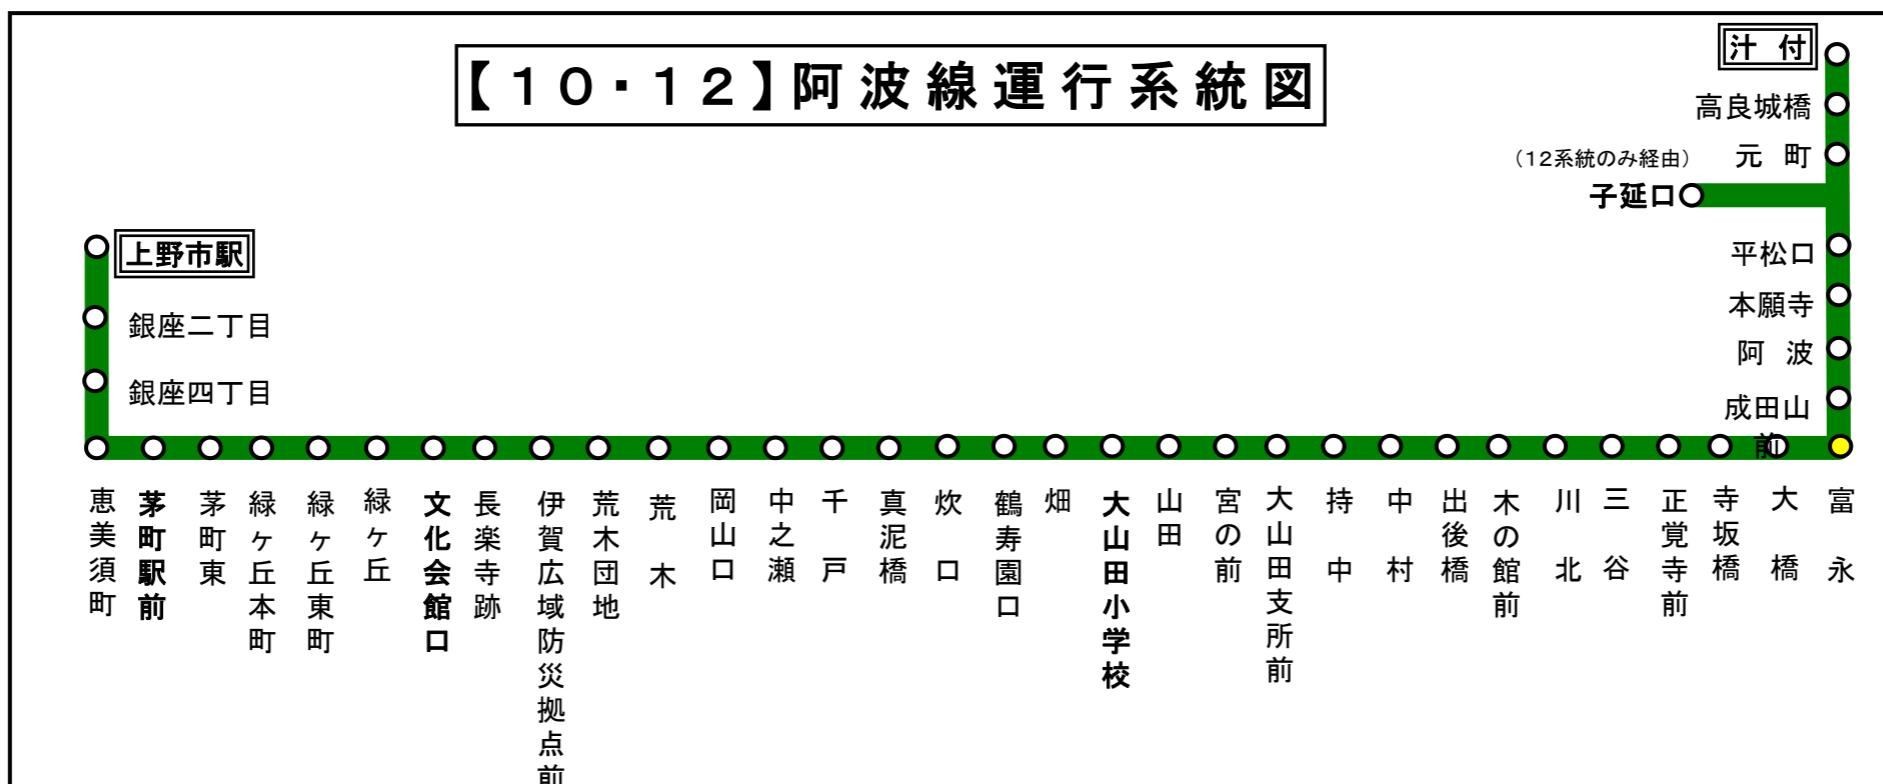 【10・12】阿波線運行系統図
汁付
高良城橋
元町
（12系統のみ経由）
子延口
平松口
本願寺
阿波
成田山
前
上野市駅
銀座二丁目
銀座四丁目
恵美須町
茅町駅前
茅町東
緑ヶ丘本町
緑ヶ丘東町
緑ヶ丘
文化会館口
長楽寺跡
伊賀広域防災拠点前
荒木団地
荒木
岡山口
中之瀬
千戸
真泥橋
炊口
鶴寿園口
畑
大山田小学校
山田
宮の前
大山田支所前
持中
中村
出後橋
木の館前
川北
三谷
正覚寺前
寺坂橋
大橋
富永